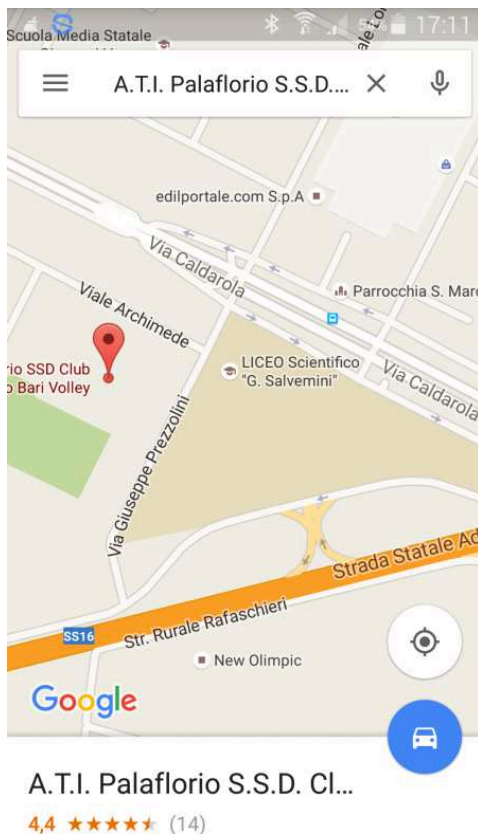 17:11
Scuola Media Statale
A.T.I. Palaflorio S.S.D....
edilportale.com S.p.A
Via Caldarola
Viale Archimede
Parrocchia S. Mar
rio SSD Club
o Bari Volley
LICEO Scientifico
"G. Salvemini"
Via Caldarola
Via Giuseppe Prezzolini
Strada Statale Ad
SS16
Str. Rurale Rafaschieri
New Olimpic
Google
A.T.I. Palaflorio S.S.D. Cl...
4,4 (14)